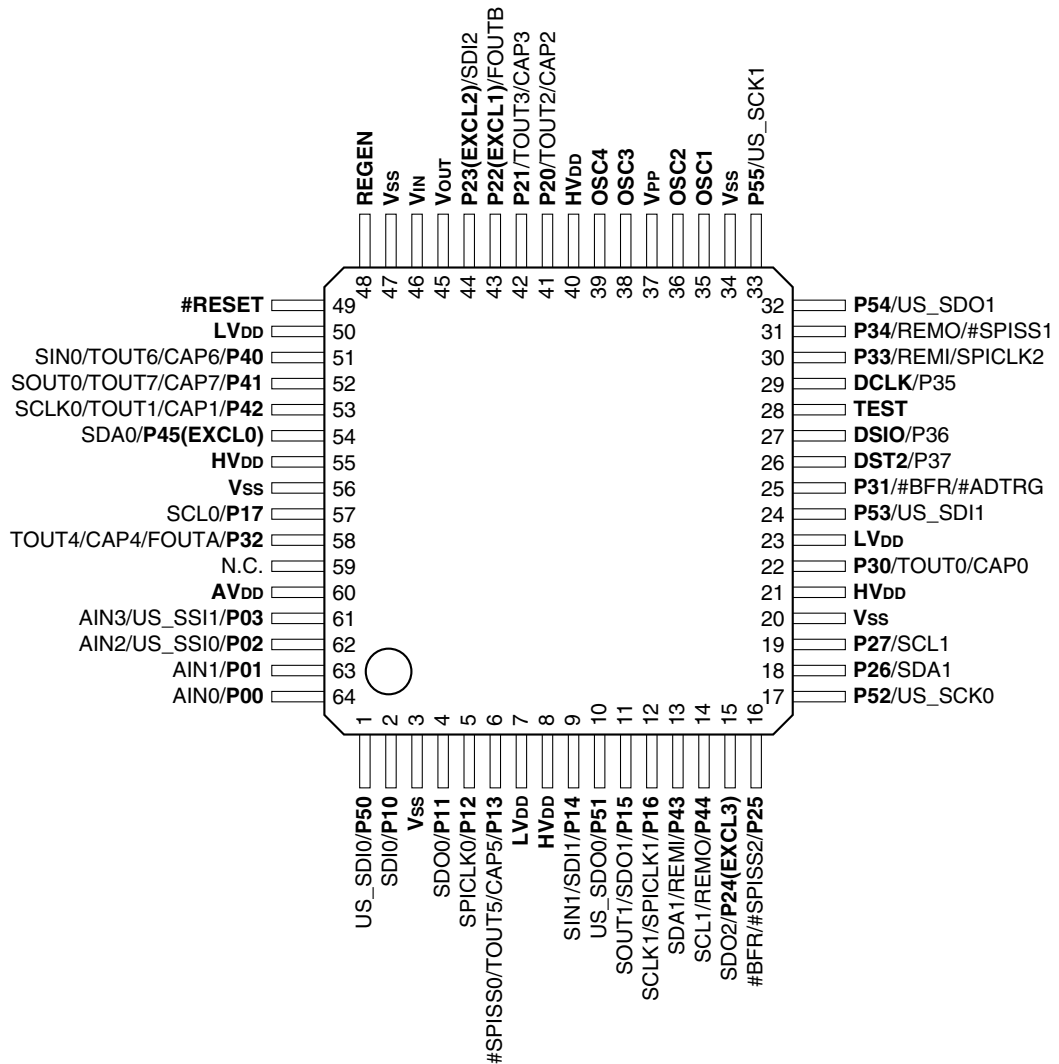 REGEN
VSS
VIN
VOUT
P23(EXCL2)/SDI2
P22(EXCL1)/FOUTB
P21/TOUT3/CAP3
P20/TOUT2/CAP2
HVDD
OSC4
OSC3
VPP
OSC2
OSC1
VSS
P55/US_SCK1
48 47 46 45 44 43 42 41 40 39 38 37 36 35 34 33
#RESET 49
LVDD 50
SIN0/TOUT6/CAP6/P40 51
SOUT0/TOUT7/CAP7/P41 52
SCLK0/TOUT1/CAP1/P42 53
SDA0/P45(EXCL0) 54
HVDD 55
VSS 56
SCL0/P17 57
TOUT4/CAP4/FOUTA/P32 58
N.C. 59
AVDD 60
AIN3/US_SSI1/P03 61
AIN2/US_SSI0/P02 62
AIN1/P01 63
AIN0/P00 64
32 P54/US_SDO1
31 P34/REMO/#SPISS1
30 P33/REMI/SPICLK2
29 DCLK/P35
28 TEST
27 DSIO/P36
26 DST2/P37
25 P31/#BFR/#ADTRG
24 P53/US_SDI1
23 LVDD
22 P30/TOUT0/CAP0
21 HVDD
20 VSS
19 P27/SCL1
18 P26/SDA1
17 P52/US_SCK0
1 2 3 4 5 6 7 8 9 10 11 12 13 14 15 16
US_SDI0/P50
SDI0/P10
VSS
SDO0/P11
SPICLK0/P12
#SPISS0/TOUT5/CAP5/P13
LVDD
HVDD
SIN1/SDI1/P14
US_SDO0/P51
SOUT1/SDO1/P15
SCLK1/SPICLK1/P16
SDA1/REMI/P43
SCL1/REMO/P44
SDO2/P24(EXCL3)
#BFR/#SPISS2/P25